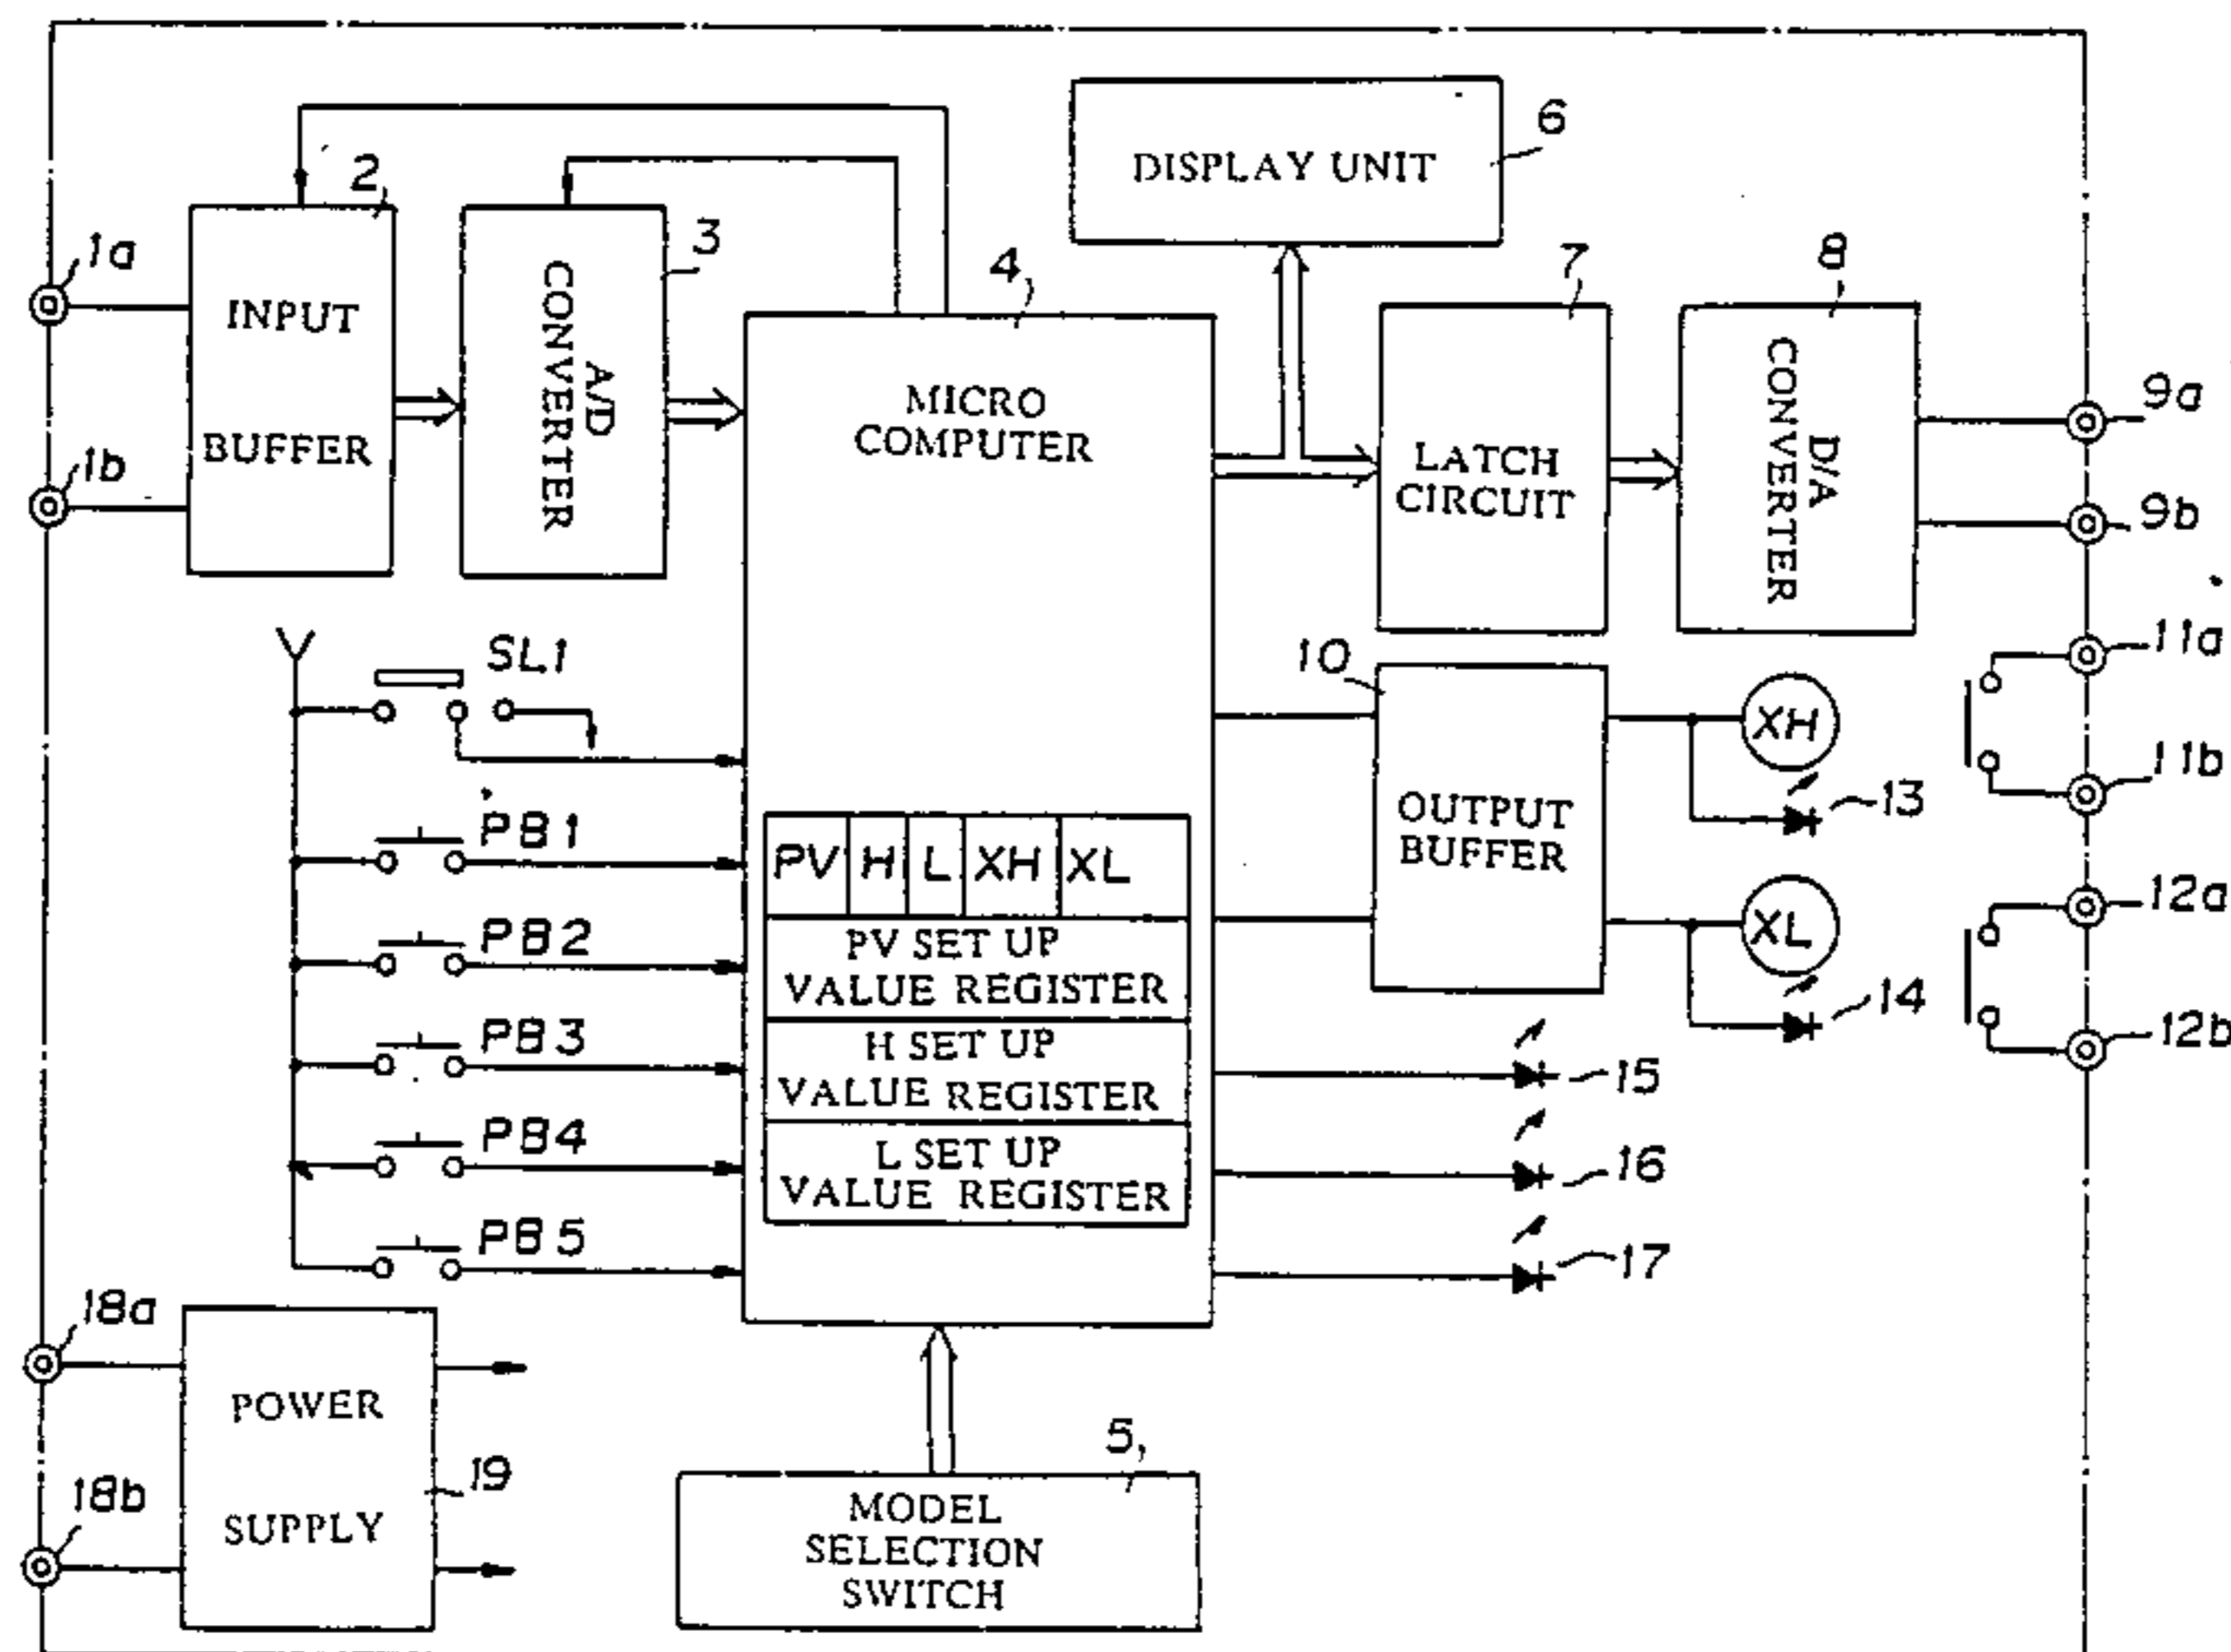 2
1a
INPUT
BUFFER
1b
3
A/D
CONVERTER
4
MICRO
COMPUTER
DISPLAY UNIT
6
7
LATCH
CIRCUIT
8
D/A
CONVERTER
9a
9b
V
SL1
PB1
PB2
PB3
PB4
PB5
PV H L XH XL
PV SET UP
VALUE REGISTER
H SET UP
VALUE REGISTER
L SET UP
VALUE REGISTER
10
OUTPUT
BUFFER
XH
13
XL
14
15
16
17
11a
11b
12a
12b
18a
POWER
SUPPLY
18b
19
5
MODEL
SELECTION
SWITCH